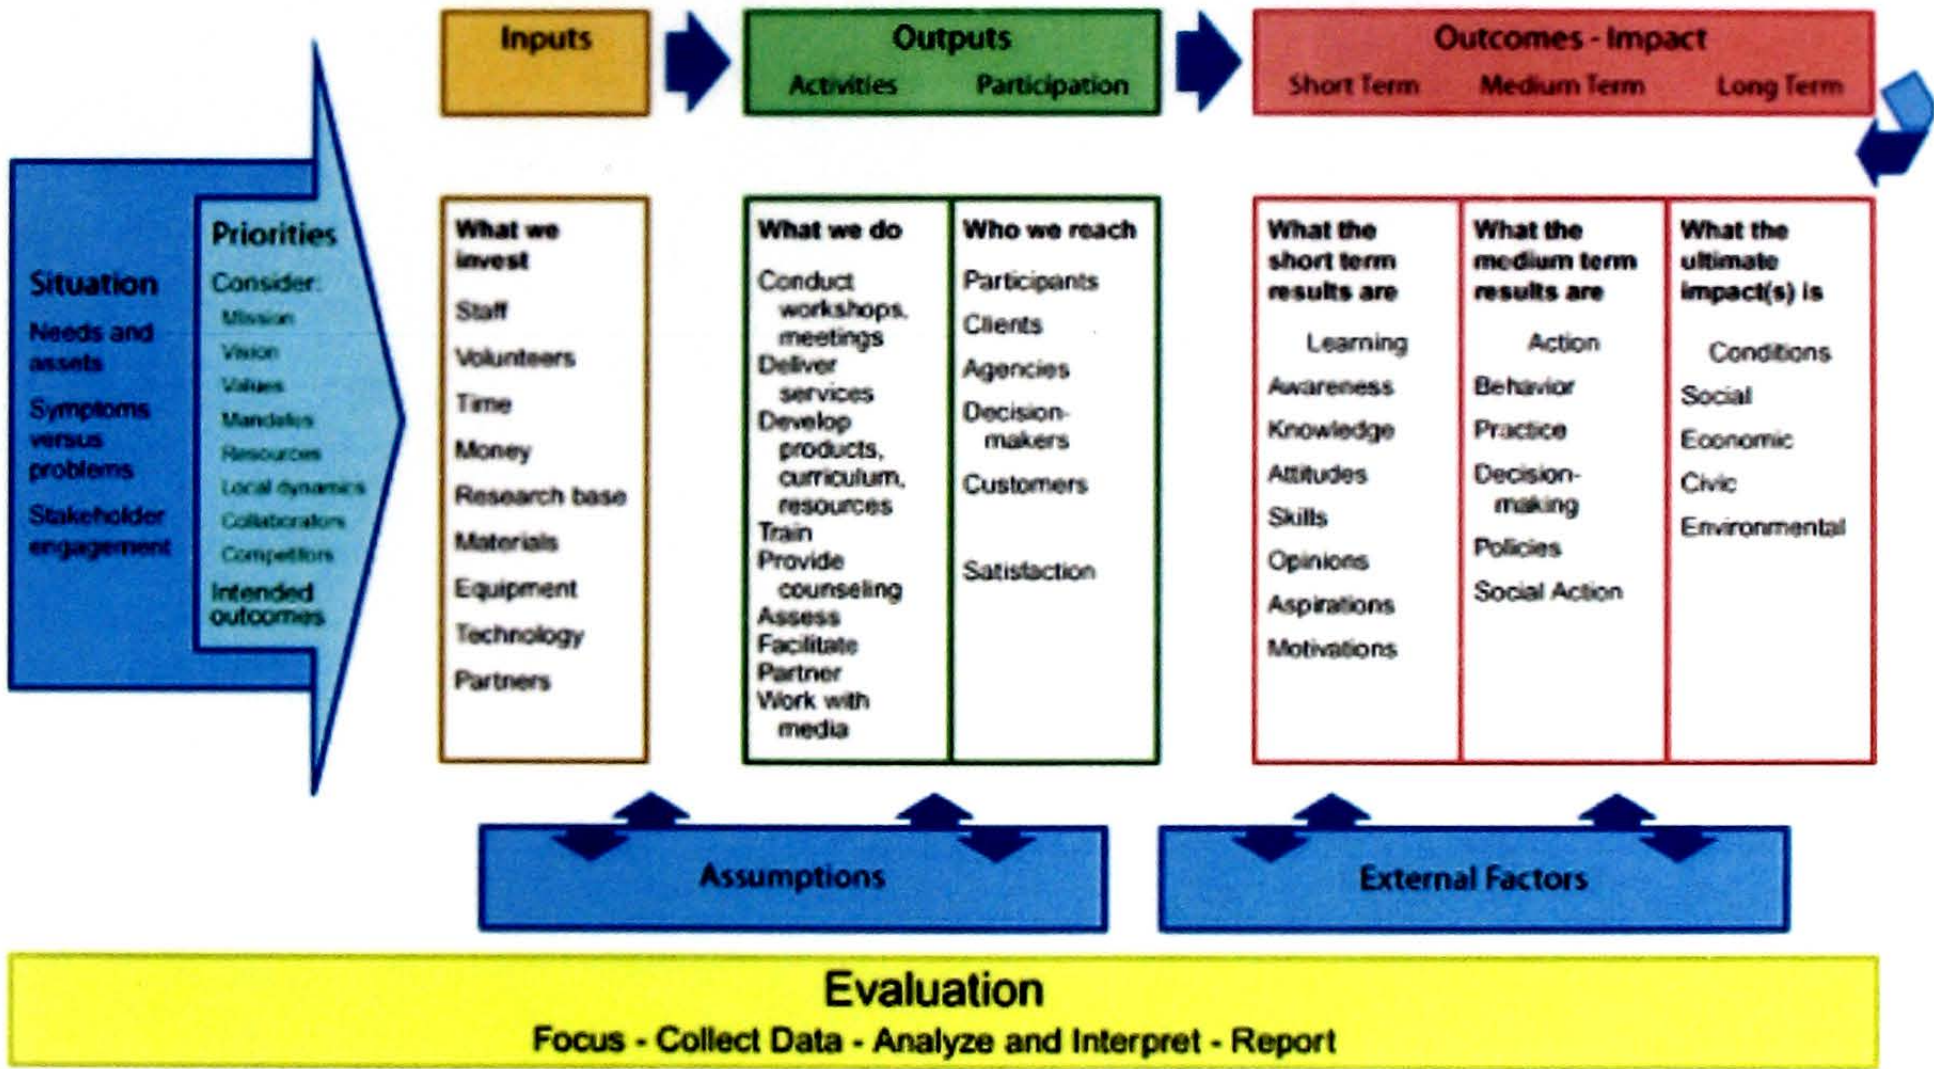 Inputs
Outputs
Activities Participation
Outcomes - Impact
Short Term Medium Term Long Term
Situation
Needs and
assets
Symptoms
versus
problems
Stakeholder
engagement
Priorities
Consider:
Mission
Vision
Values
Mandates
Resources
Local dynamics
Collaborators
Competitors
Intended
outcomes
What we
invest
Staff
Volunteers
Time
Money
Research base
Materials
Equipment
Technology
Partners
What we do
Conduct
workshops,
meetings
Deliver
services
Develop
products,
curriculum,
resources
Train
Provide
counseling
Assess
Facilitate
Partner
Work with
media
Who we reach
Participants
Clients
Agencies
Decision-
makers
Customers
Satisfaction
What the
short term
results are
Learning
Awareness
Knowledge
Attitudes
Skills
Opinions
Aspirations
Motivations
What the
medium term
results are
Action
Behavior
Practice
Decision-
making
Policies
Social Action
What the
ultimate
impact(s) is
Conditions
Social
Economic
Civic
Environmental
Assumptions
External Factors
Evaluation
Focus - Collect Data - Analyze and Interpret - Report